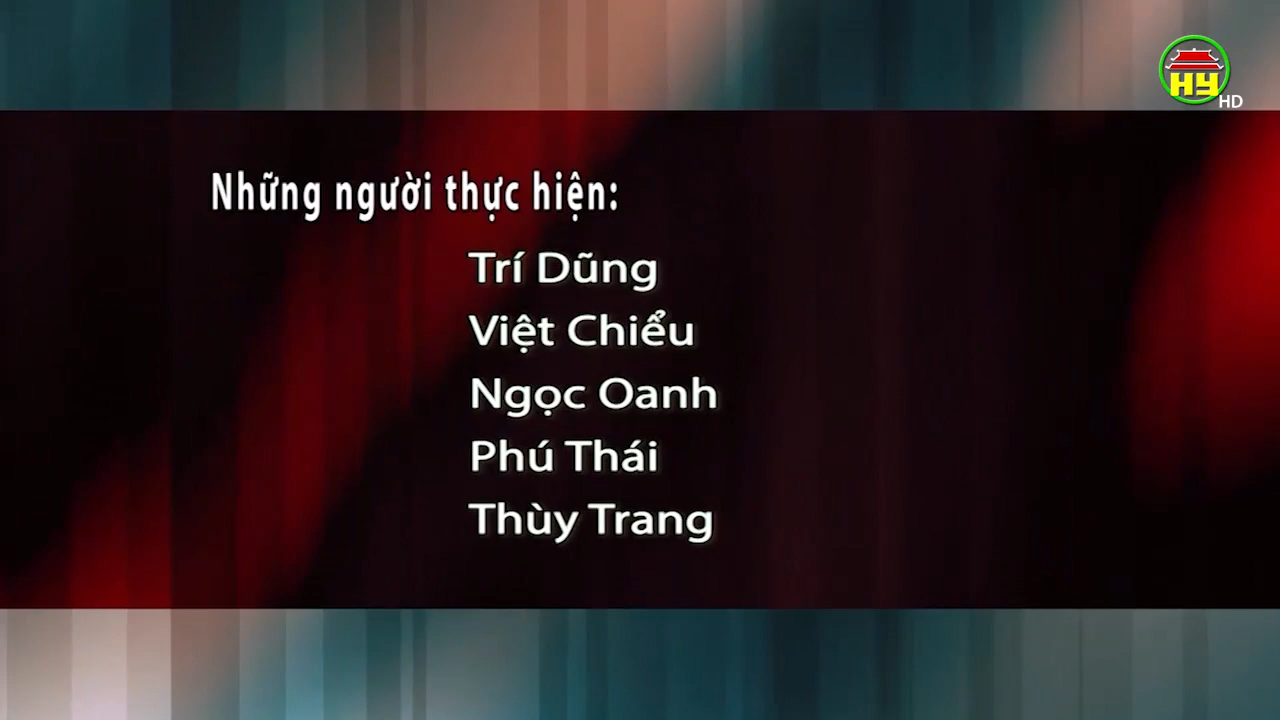 HY
HD
Những người thực hiện:
Trí Dũng
Việt Chiểu
Ngọc Oanh
Phú Thái
Thùy Trang